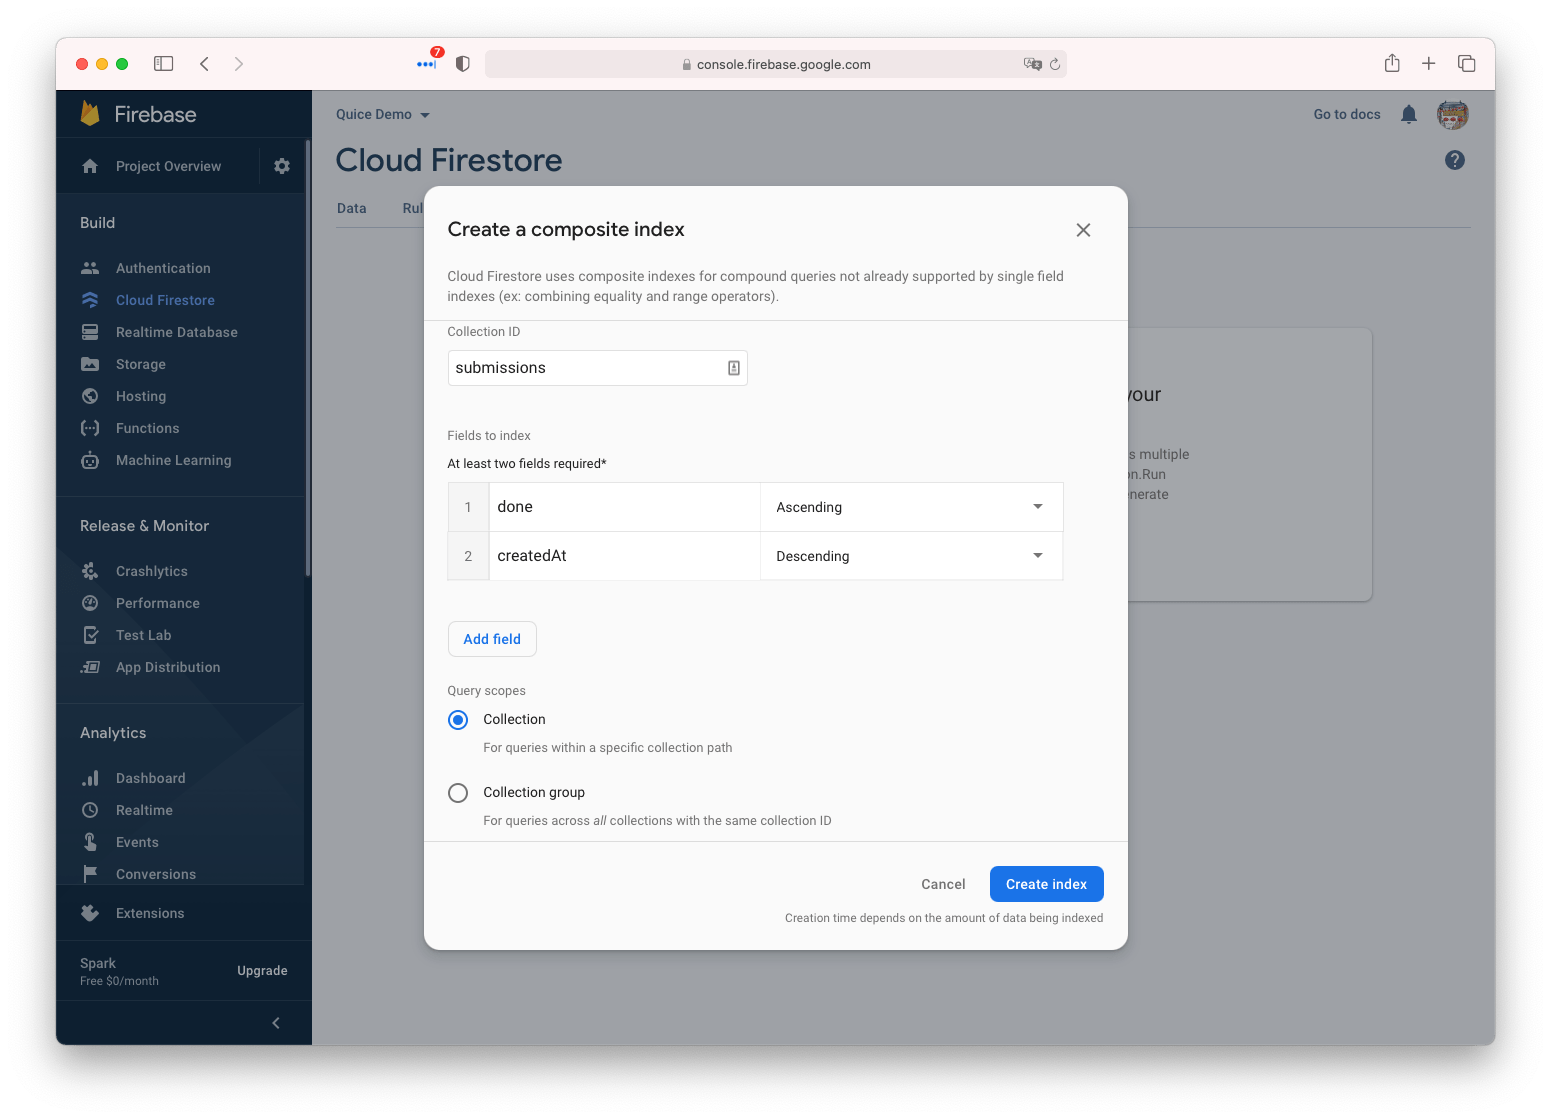 7
console.firebase.google.com
Firebase
Project Overview
Build
Authentication
Cloud Firestore
Realtime Database
Storage
Hosting
Functions
Machine Learning
Release & Monitor
Crashlytics
Performance
Test Lab
App Distribution
Analytics
Dashboard
Realtime
Events
Conversions
Extensions
Spark
Free $0/month
Upgrade
Quice Demo
Go to docs
Cloud Firestore
Data
Rul
your
s multiple
on.Run
enerate
Create a composite index
Cloud Firestore uses composite indexes for compound queries not already supported by single field
indexes (ex: combining equality and range operators).
Collection ID
submissions
Fields to index
At least two fields required*
1 done Ascending
2 createdAt Descending
Add field
Query scopes
Collection
For queries within a specific collection path
Collection group
For queries across all collections with the same collection ID
Cancel
Create index
Creation time depends on the amount of data being indexed